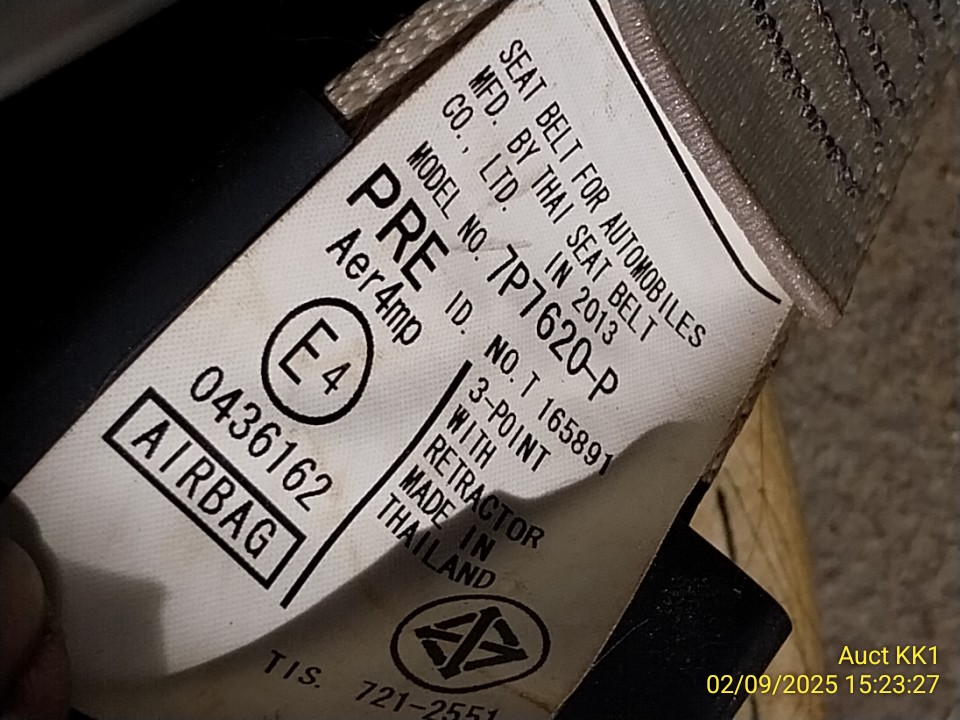 SEAT BELT FOR AUTOMOBILES
MFD. BY THAI SEAT BELT
CO., LTD. IN 2013
MODEL NO. 7P7620-P
PRE ID. NO. T 165891
Aer4mp
E4
0436162
AIRBAG
3-POINT
WITH
RETRACTOR
MADE IN
THAILAND
TIS. 721-2551
Auct KK1
02/09/2025 15:23:27